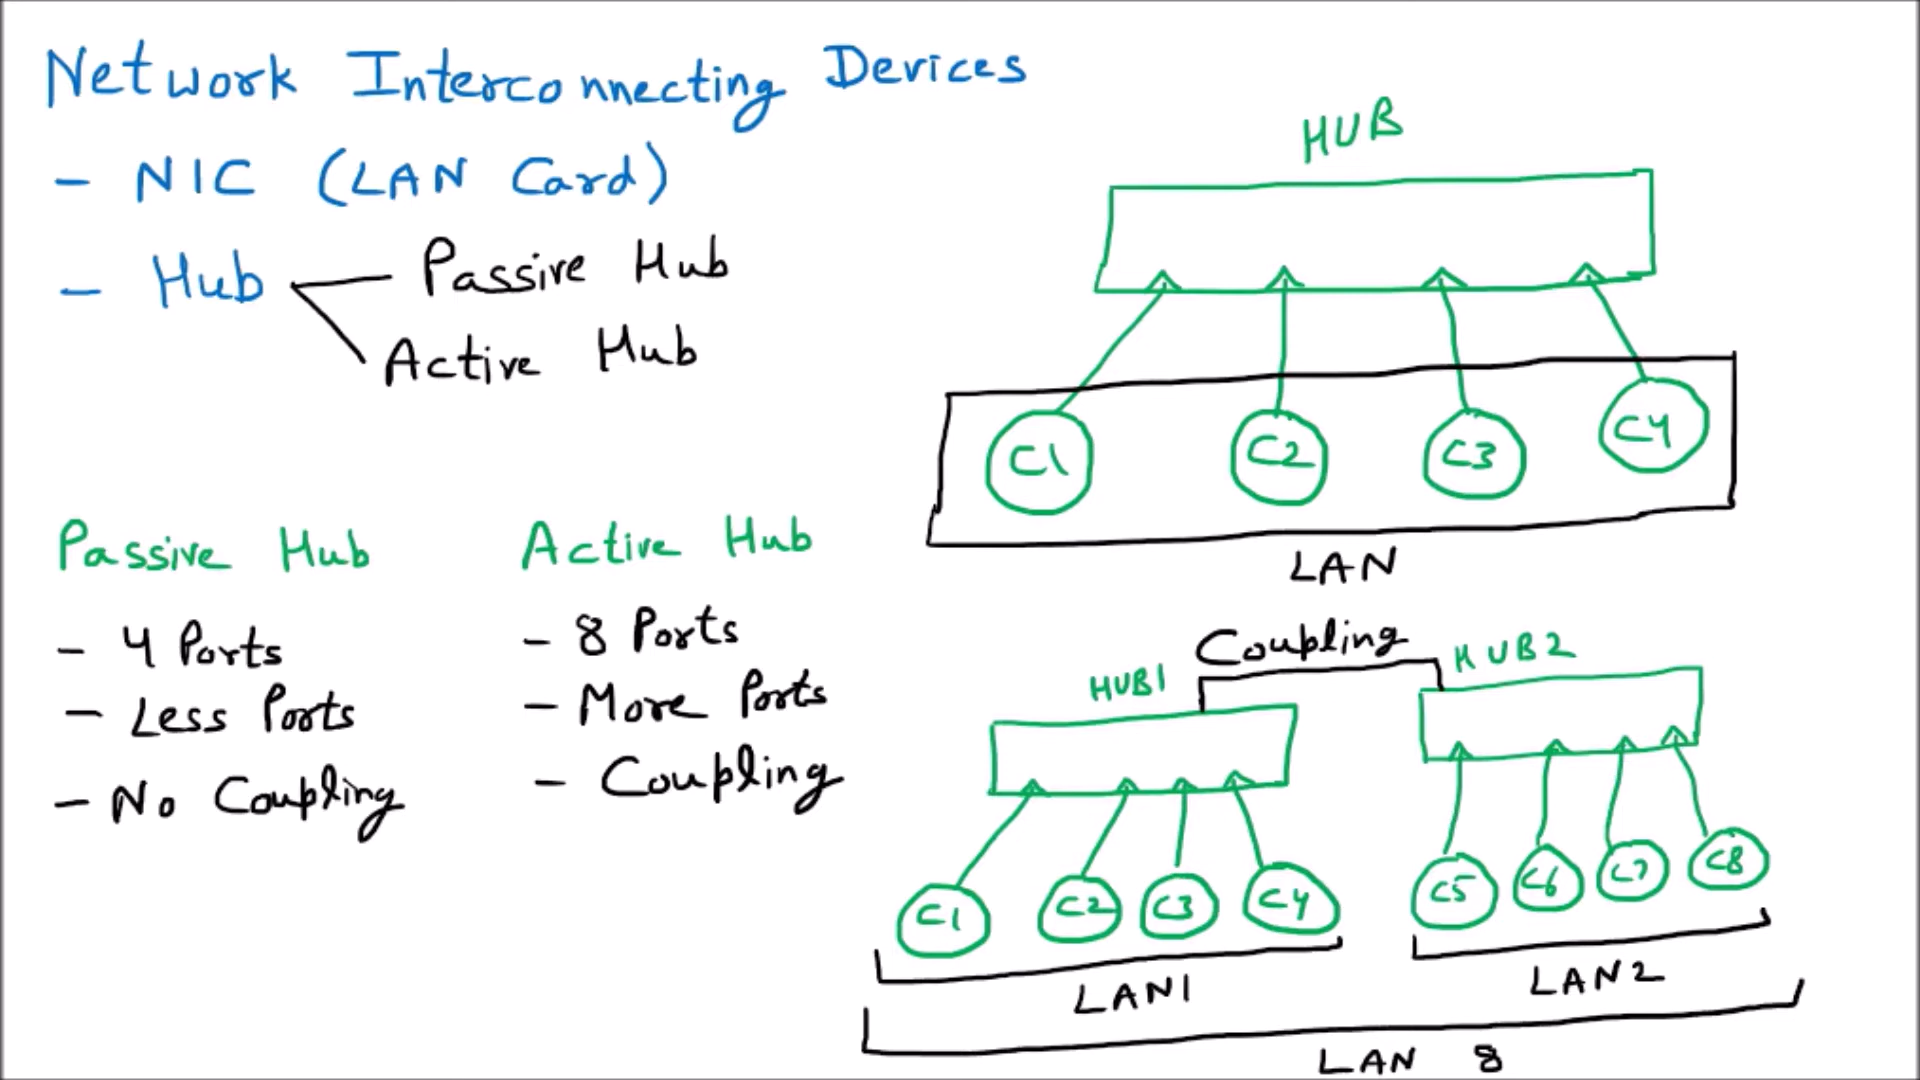 Network Interconnecting Devices
- NIC (LAN Card)
- Hub
Passive Hub
Active Hub
HUB
C1 C2 C3 C4
LAN
Passive Hub
- 4 Ports
- Less Ports
- No Coupling
Active Hub
- 8 Ports
- More Ports
- Coupling
Coupling
HUB1
HUB2
C1 C2 C3 C4
C5 C6 C7 C8
LAN1
LAN2
LAN 8